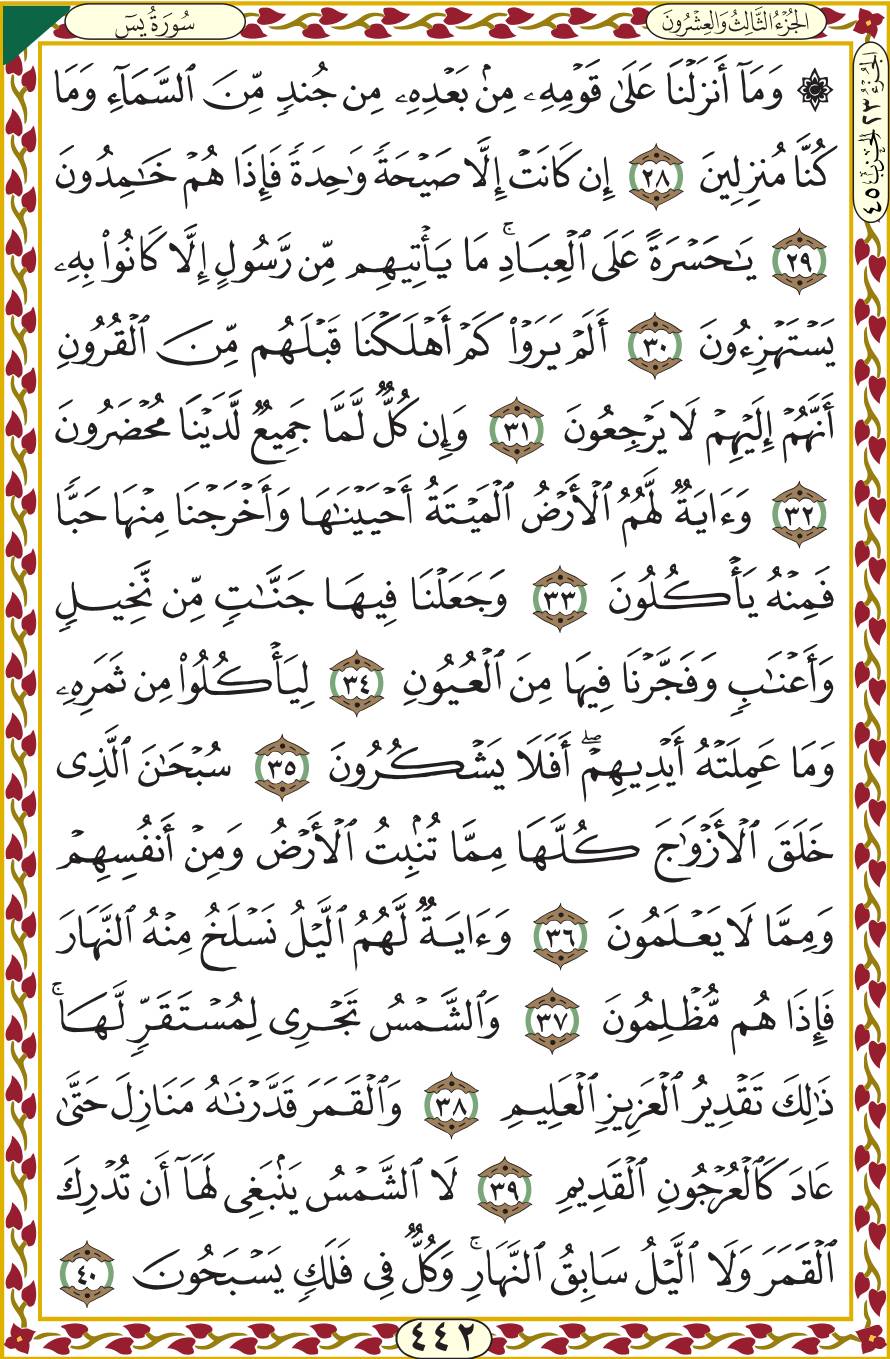 سُورَةُ يسٓ
الجُزْءُ الثَّالِثُ وَالعِشْرُونَ
الجُزْءُ ٢٣ الحِزْبُ ٤٥
۞ وَمَآ أَنزَلْنَا عَلَىٰ قَوْمِهِۦ مِنۢ بَعْدِهِۦ مِن جُندٍ مِّنَ ٱلسَّمَآءِ وَمَا
كُنَّا مُنزِلِينَ ٢٨ إِن كَانَتْ إِلَّا صَيْحَةً وَٰحِدَةً فَإِذَا هُمْ خَٰمِدُونَ
٢٩ يَٰحَسْرَةً عَلَى ٱلْعِبَادِ ۚ مَا يَأْتِيهِم مِّن رَّسُولٍ إِلَّا كَانُوا۟ بِهِۦ
يَسْتَهْزِءُونَ ٣٠ أَلَمْ يَرَوْا۟ كَمْ أَهْلَكْنَا قَبْلَهُم مِّنَ ٱلْقُرُونِ
أَنَّهُمْ إِلَيْهِمْ لَا يَرْجِعُونَ ٣١ وَإِن كُلٌّ لَّمَّا جَمِيعٌ لَّدَيْنَا مُحْضَرُونَ
٣٢ وَءَايَةٌ لَّهُمُ ٱلْأَرْضُ ٱلْمَيْتَةُ أَحْيَيْنَٰهَا وَأَخْرَجْنَا مِنْهَا حَبًّا
فَمِنْهُ يَأْكُلُونَ ٣٣ وَجَعَلْنَا فِيهَا جَنَّٰتٍ مِّن نَّخِيلٍ
وَأَعْنَٰبٍ وَفَجَّرْنَا فِيهَا مِنَ ٱلْعُيُونِ ٣٤ لِيَأْكُلُوا۟ مِن ثَمَرِهِۦ
وَمَا عَمِلَتْهُ أَيْدِيهِمْ ۖ أَفَلَا يَشْكُرُونَ ٣٥ سُبْحَٰنَ ٱلَّذِى
خَلَقَ ٱلْأَزْوَٰجَ كُلَّهَا مِمَّا تُنۢبِتُ ٱلْأَرْضُ وَمِنْ أَنفُسِهِمْ
وَمِمَّا لَا يَعْلَمُونَ ٣٦ وَءَايَةٌ لَّهُمُ ٱلَّيْلُ نَسْلَخُ مِنْهُ ٱلنَّهَارَ
فَإِذَا هُم مُّظْلِمُونَ ٣٧ وَٱلشَّمْسُ تَجْرِى لِمُسْتَقَرٍّ لَّهَا ۚ
ذَٰلِكَ تَقْدِيرُ ٱلْعَزِيزِ ٱلْعَلِيمِ ٣٨ وَٱلْقَمَرَ قَدَّرْنَٰهُ مَنَازِلَ حَتَّىٰ
عَادَ كَٱلْعُرْجُونِ ٱلْقَدِيمِ ٣٩ لَا ٱلشَّمْسُ يَنۢبَغِى لَهَآ أَن تُدْرِكَ
ٱلْقَمَرَ وَلَا ٱلَّيْلُ سَابِقُ ٱلنَّهَارِ ۚ وَكُلٌّ فِى فَلَكٍ يَسْبَحُونَ ٤٠
٤٤٢